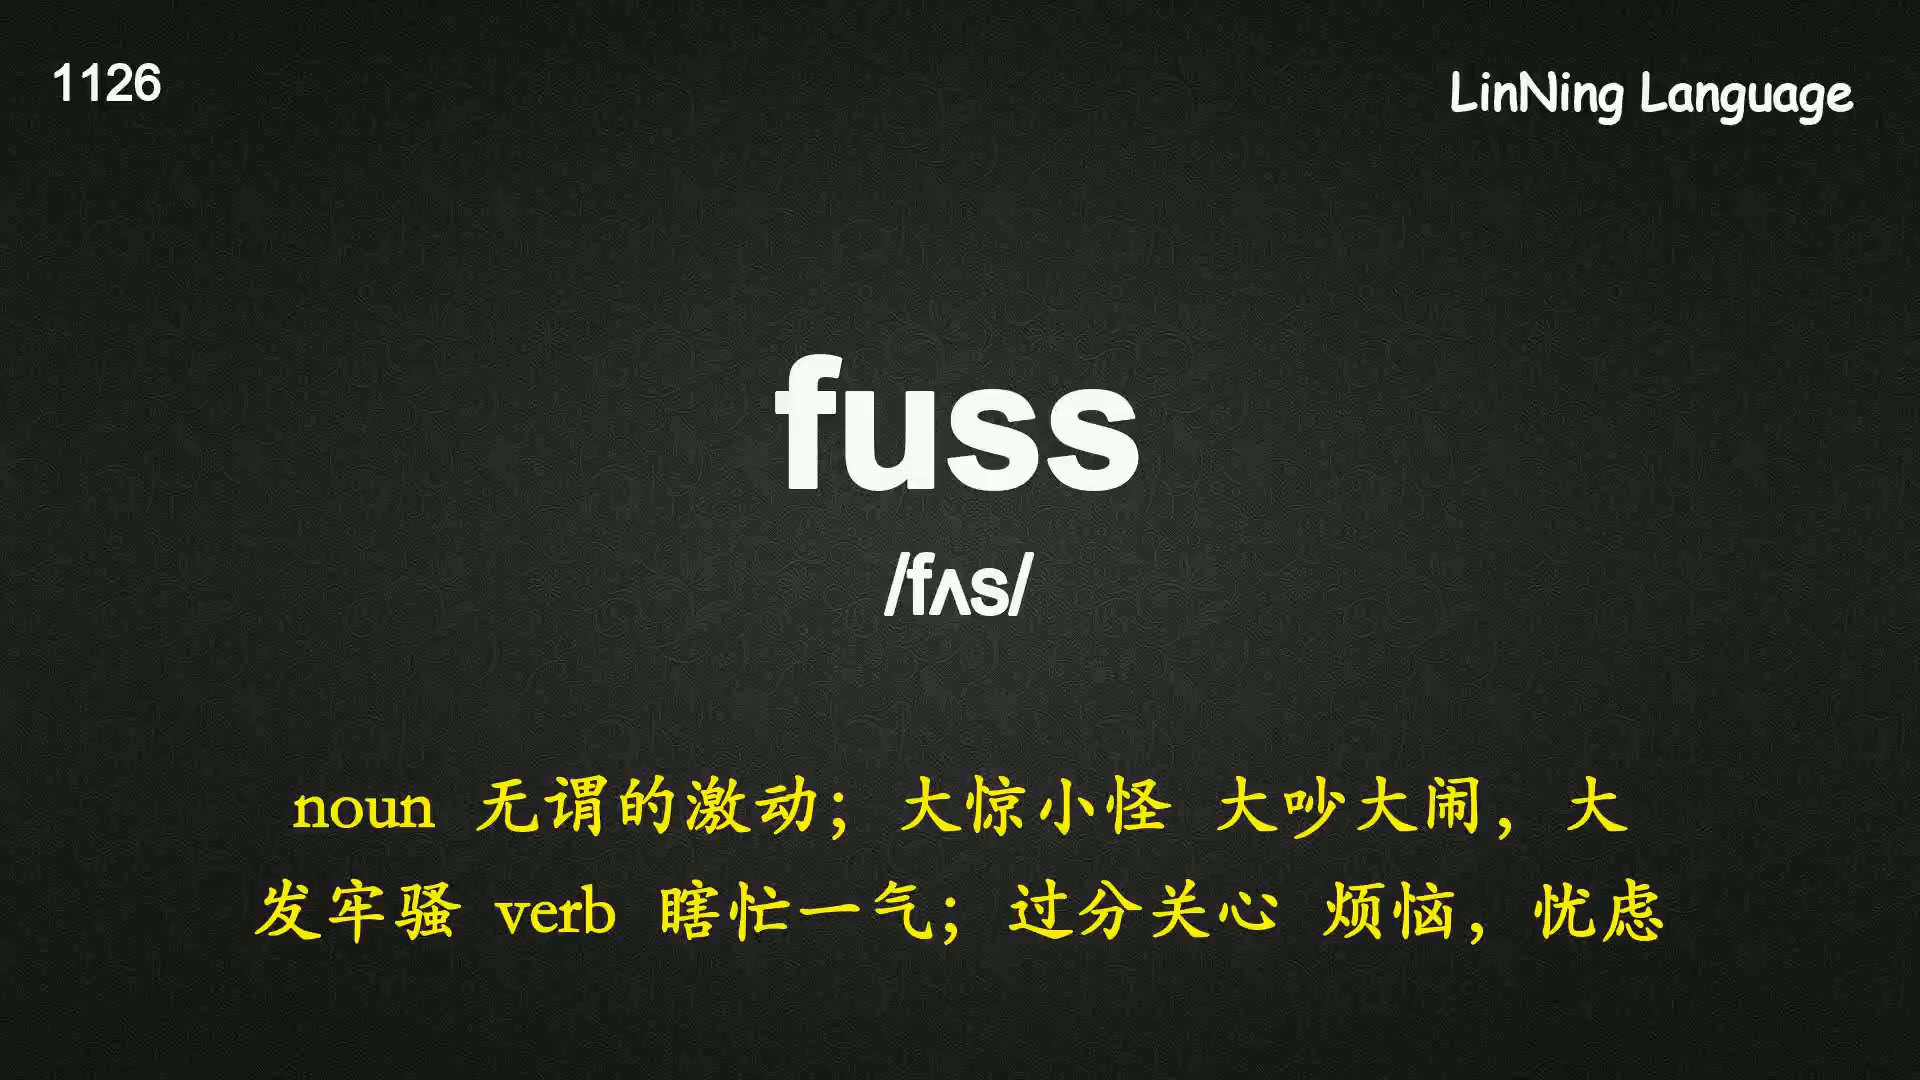 1126
LinNing Language
fuss
/fʌs/
noun 无谓的激动；大惊小怪 大吵大闹，大
发牢骚 verb 瞎忙一气；过分关心 烦恼，忧虑